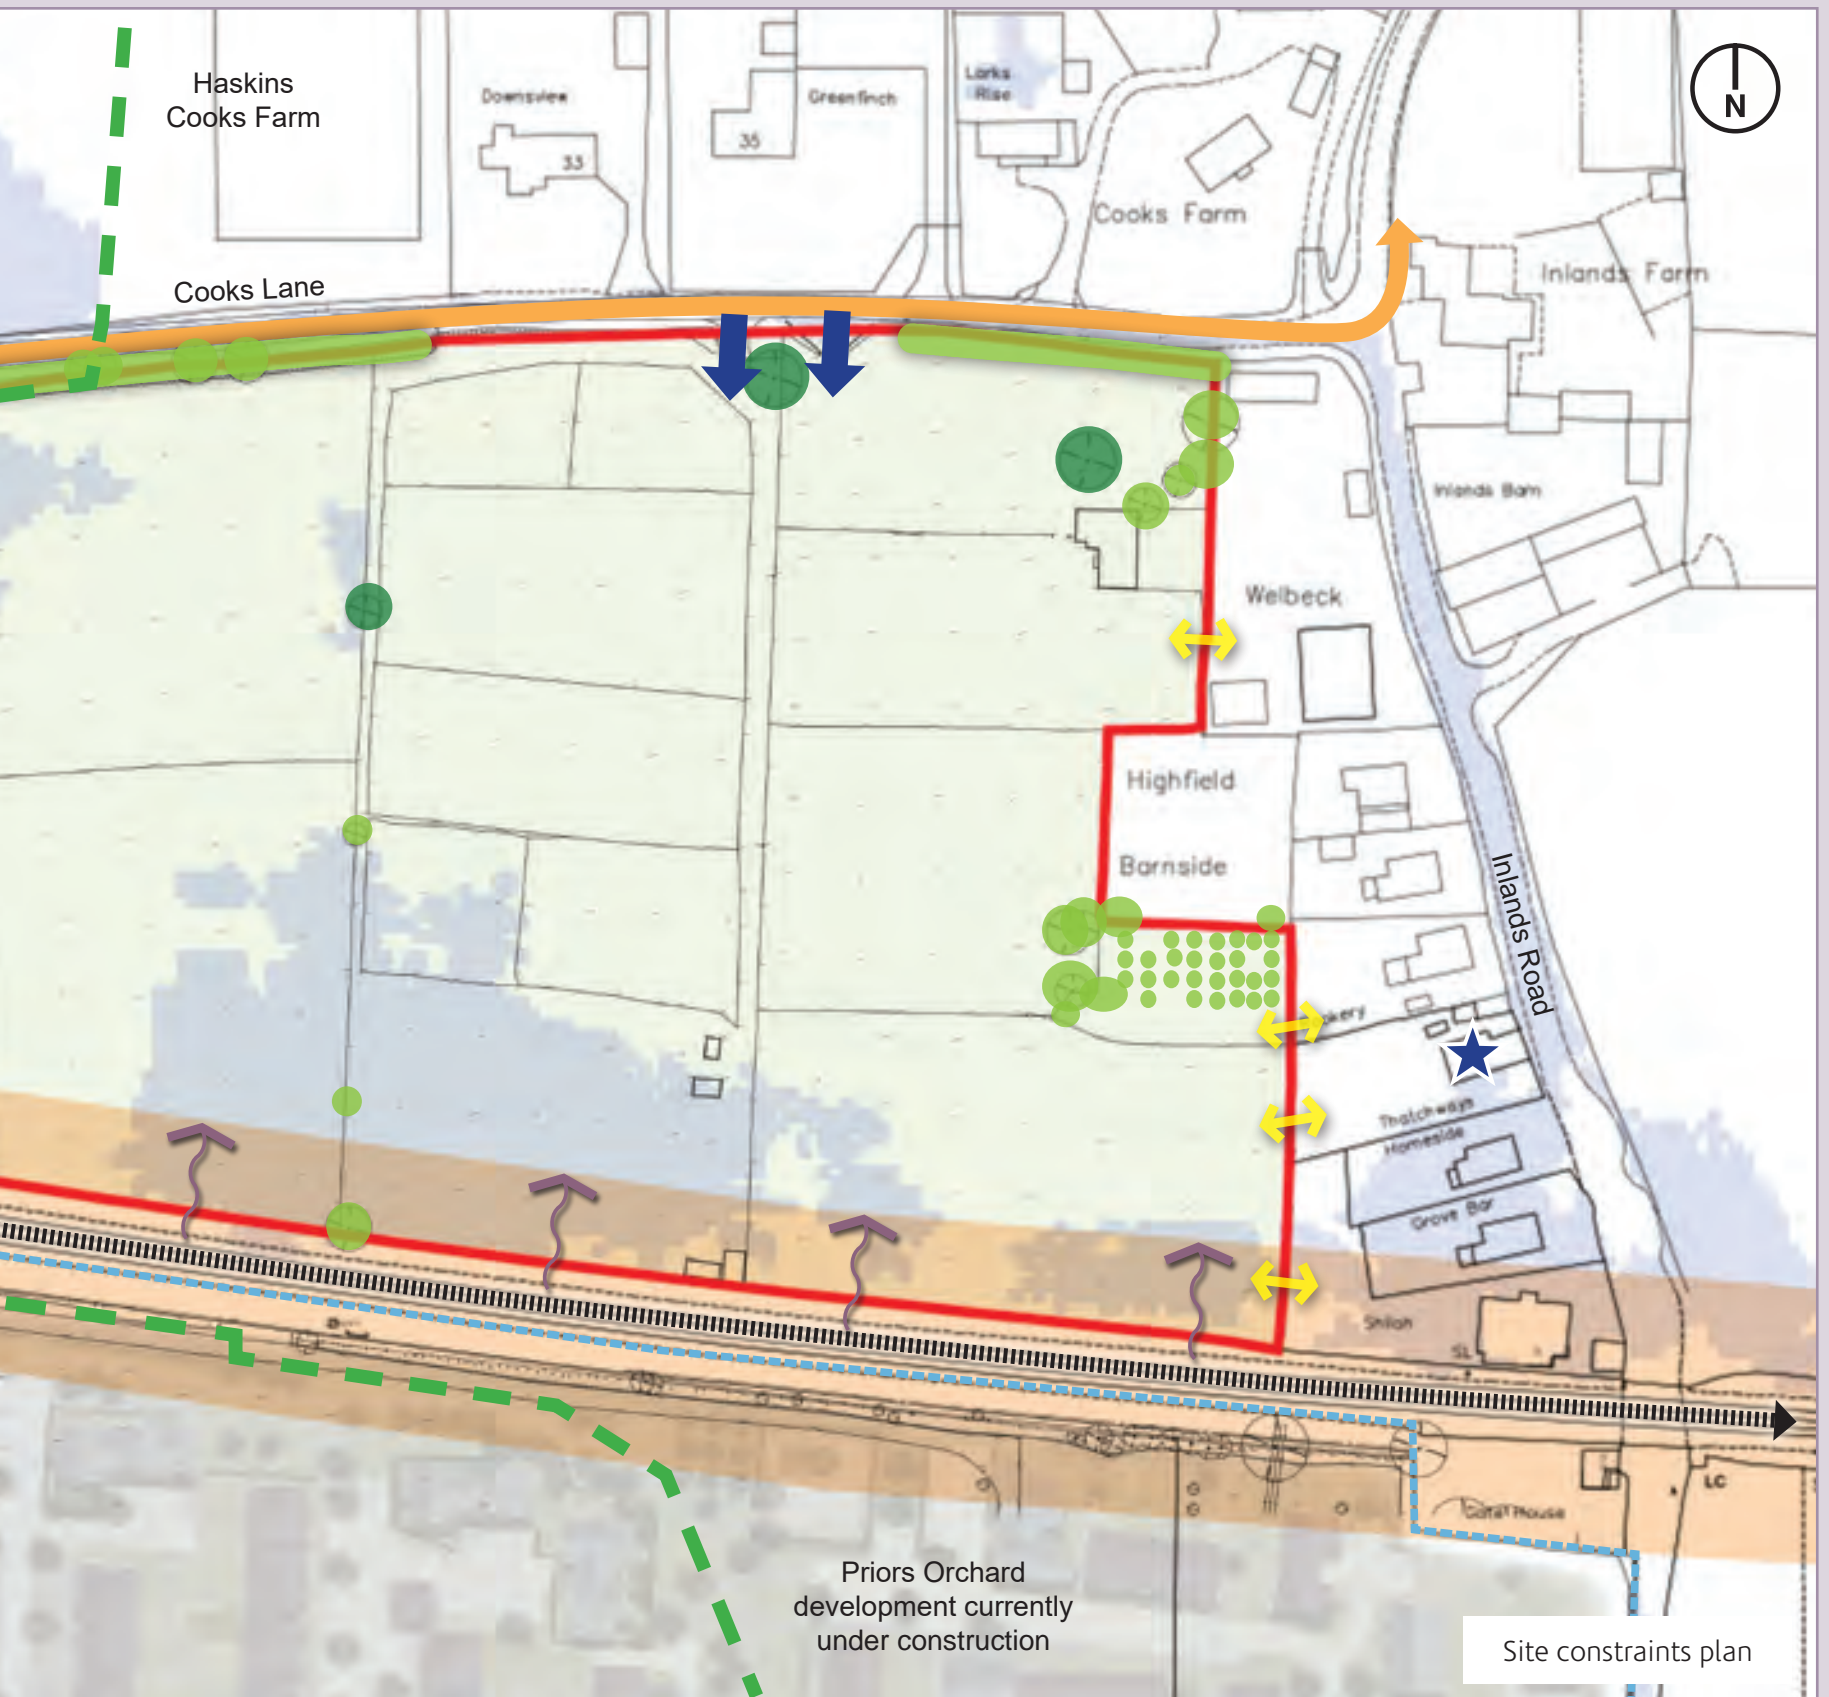 Haskins
Cooks Farm
Downsview
33
35
Greenfinch
Larks
Rise
N
Cooks Farm
Inlands Farm
Cooks Lane
Inlands Barn
Welbeck
Highfield
Barnside
Inlands Road
Thatchways
Homeside
Grove Bar
Shiloh
SL
LC
Priors Orchard
development currently
under construction
Site constraints plan